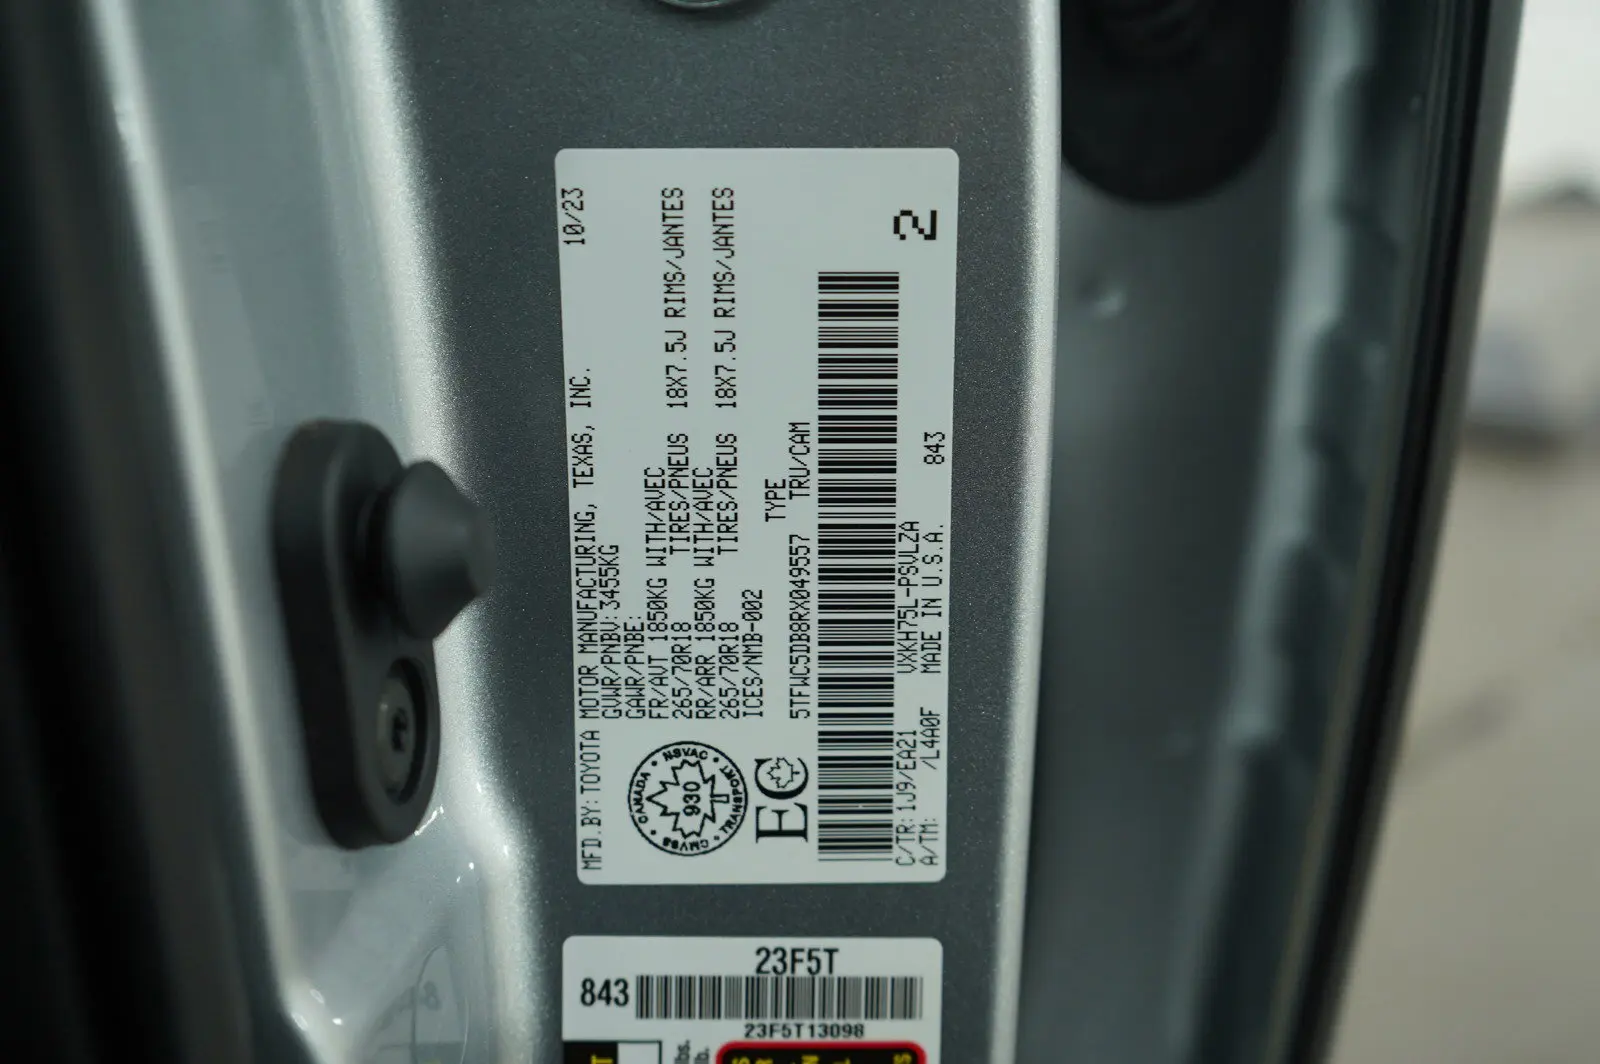 MFD.BY:TOYOTA MOTOR MANUFACTURING, TEXAS, INC. 10/23
GVWR/PNBV:3455KG
GAWR/PNBE:
FR/AVT 1850KG WITH/AVEC
265/70R18 TIRES/PNEUS 18X7.5J RIMS/JANTES
RR/ARR 1850KG WITH/AVEC
265/70R18 TIRES/PNEUS 18X7.5J RIMS/JANTES
ICES/NMB-002
TYPE
5TFWC5DB8RX049557 TRU/CAM
C/TR:1J9/EA21 VXKH75L-PSVLZA
A/TM: /L4A0F MADE IN U.S.A. 843
2
CANADA • NSVAC • TRANSPORT • CMVSS
930
EC
23F5T
843
23F5T13098
lbs.